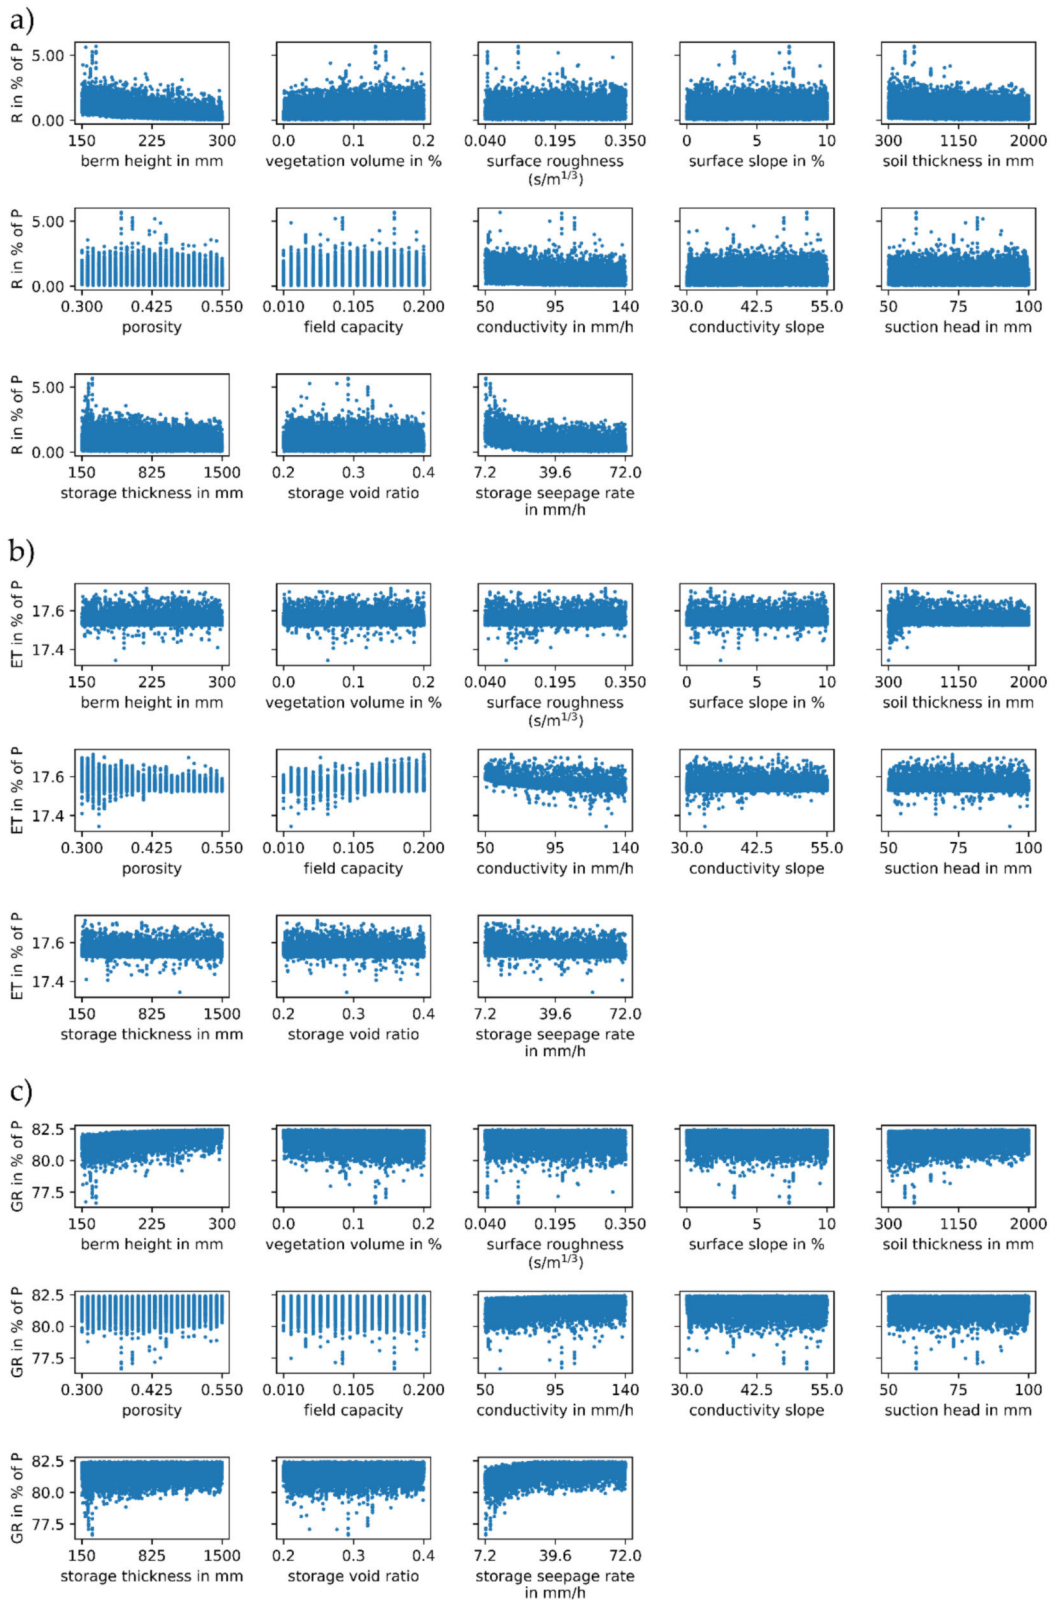 a)
R in % of P
5.00
0.00
150 225 300 0.0 0.1 0.2 0.040 0.195 0.350 0 5 10 300 1150 2000
berm height in mm vegetation volume in % surface roughness surface slope in % soil thickness in mm
(s/m^{1/3})
R in % of P
5.00
0.00
0.300 0.425 0.550 0.010 0.105 0.200 50 95 140 30.0 42.5 55.0 50 75 100
porosity field capacity conductivity in mm/h conductivity slope suction head in mm
R in % of P
5.00
0.00
150 825 1500 0.2 0.3 0.4 7.2 39.6 72.0
storage thickness in mm storage void ratio storage seepage rate
in mm/h
b)
ET in % of P
17.6
17.4
150 225 300 0.0 0.1 0.2 0.040 0.195 0.350 0 5 10 300 1150 2000
berm height in mm vegetation volume in % surface roughness surface slope in % soil thickness in mm
(s/m^{1/3})
ET in % of P
17.6
17.4
0.300 0.425 0.550 0.010 0.105 0.200 50 95 140 30.0 42.5 55.0 50 75 100
porosity field capacity conductivity in mm/h conductivity slope suction head in mm
ET in % of P
17.6
17.4
150 825 1500 0.2 0.3 0.4 7.2 39.6 72.0
storage thickness in mm storage void ratio storage seepage rate
in mm/h
c)
GR in % of P
82.5
80.0
77.5
150 225 300 0.0 0.1 0.2 0.040 0.195 0.350 0 5 10 300 1150 2000
berm height in mm vegetation volume in % surface roughness surface slope in % soil thickness in mm
(s/m^{1/3})
GR in % of P
82.5
80.0
77.5
0.300 0.425 0.550 0.010 0.105 0.200 50 95 140 30.0 42.5 55.0 50 75 100
porosity field capacity conductivity in mm/h conductivity slope suction head in mm
GR in % of P
82.5
80.0
77.5
150 825 1500 0.2 0.3 0.4 7.2 39.6 72.0
storage thickness in mm storage void ratio storage seepage rate
in mm/h